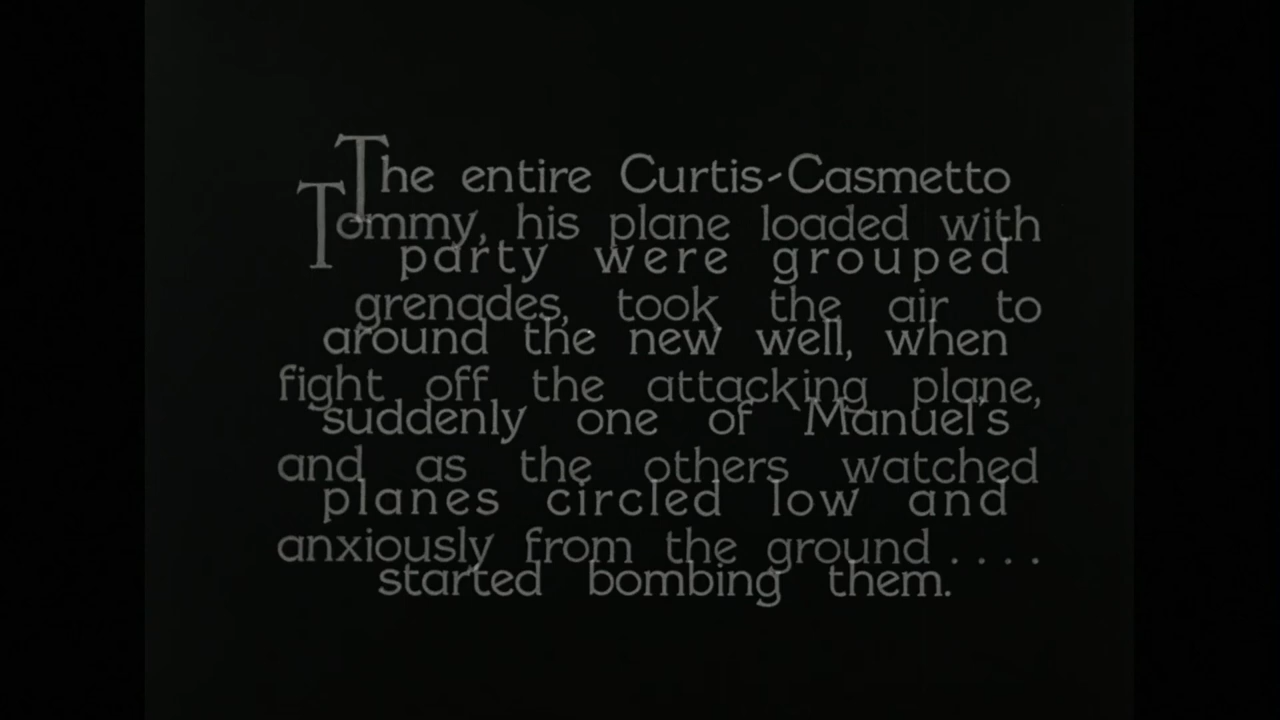 The entire Curtis-Casmetto
party were grouped
around the new well, when
suddenly one of Manuel's
planes circled low and
started bombing them.
Tommy, his plane loaded with
grenades, took the air to
fight off the attacking plane,
and as the others watched
anxiously from the ground . . . .